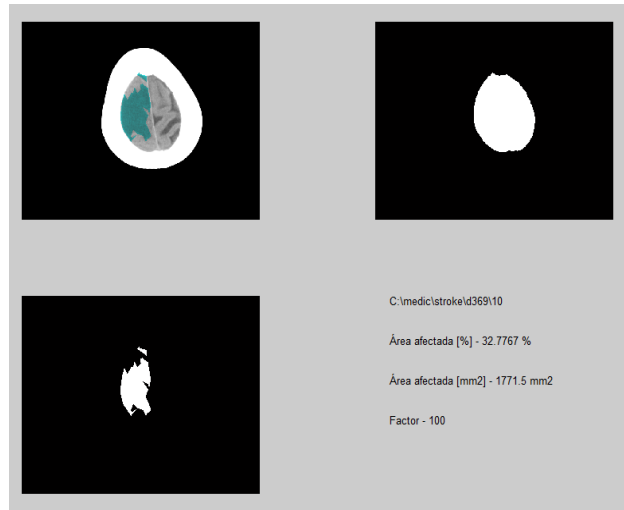 C:\medic\stroke\d369\10
Área afectada [%] - 32.7767 %
Área afectada [mm2] - 1771.5 mm2
Factor - 100